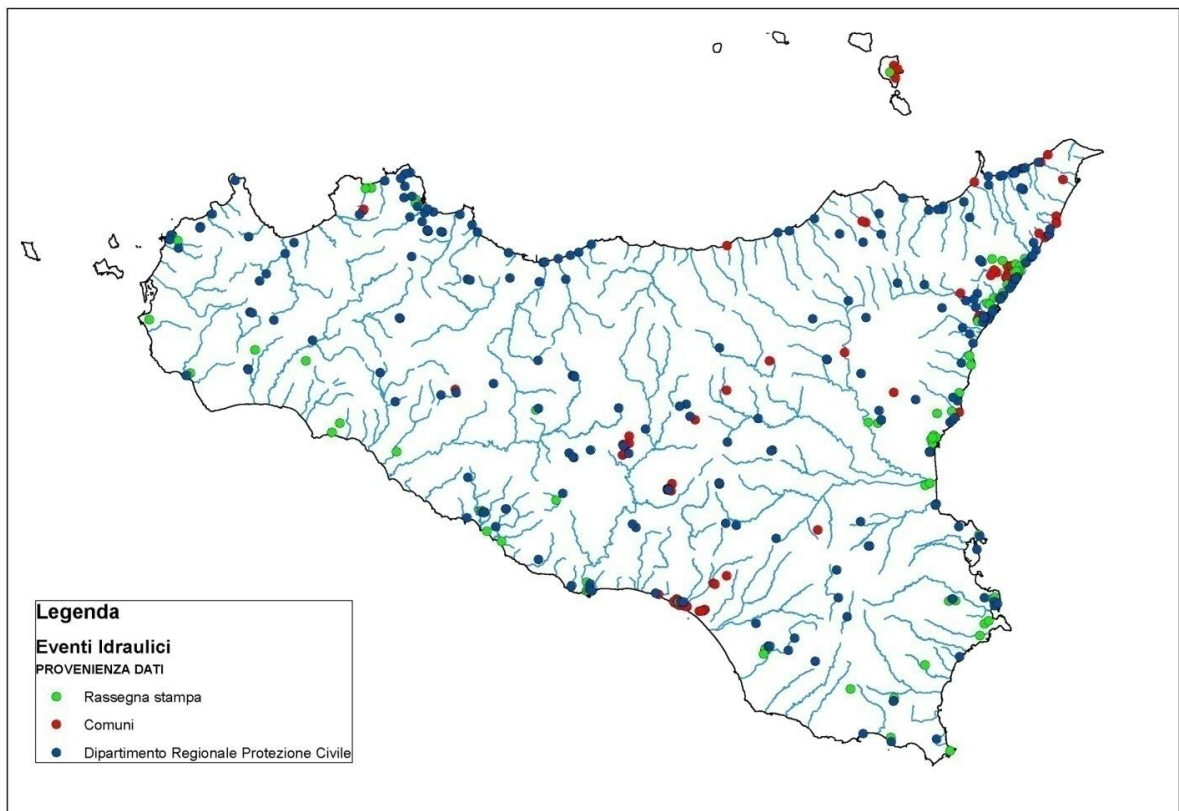 Legenda
Eventi Idraulici
PROVENIENZA DATI
Rassegna stampa
Comuni
Dipartimento Regionale Protezione Civile